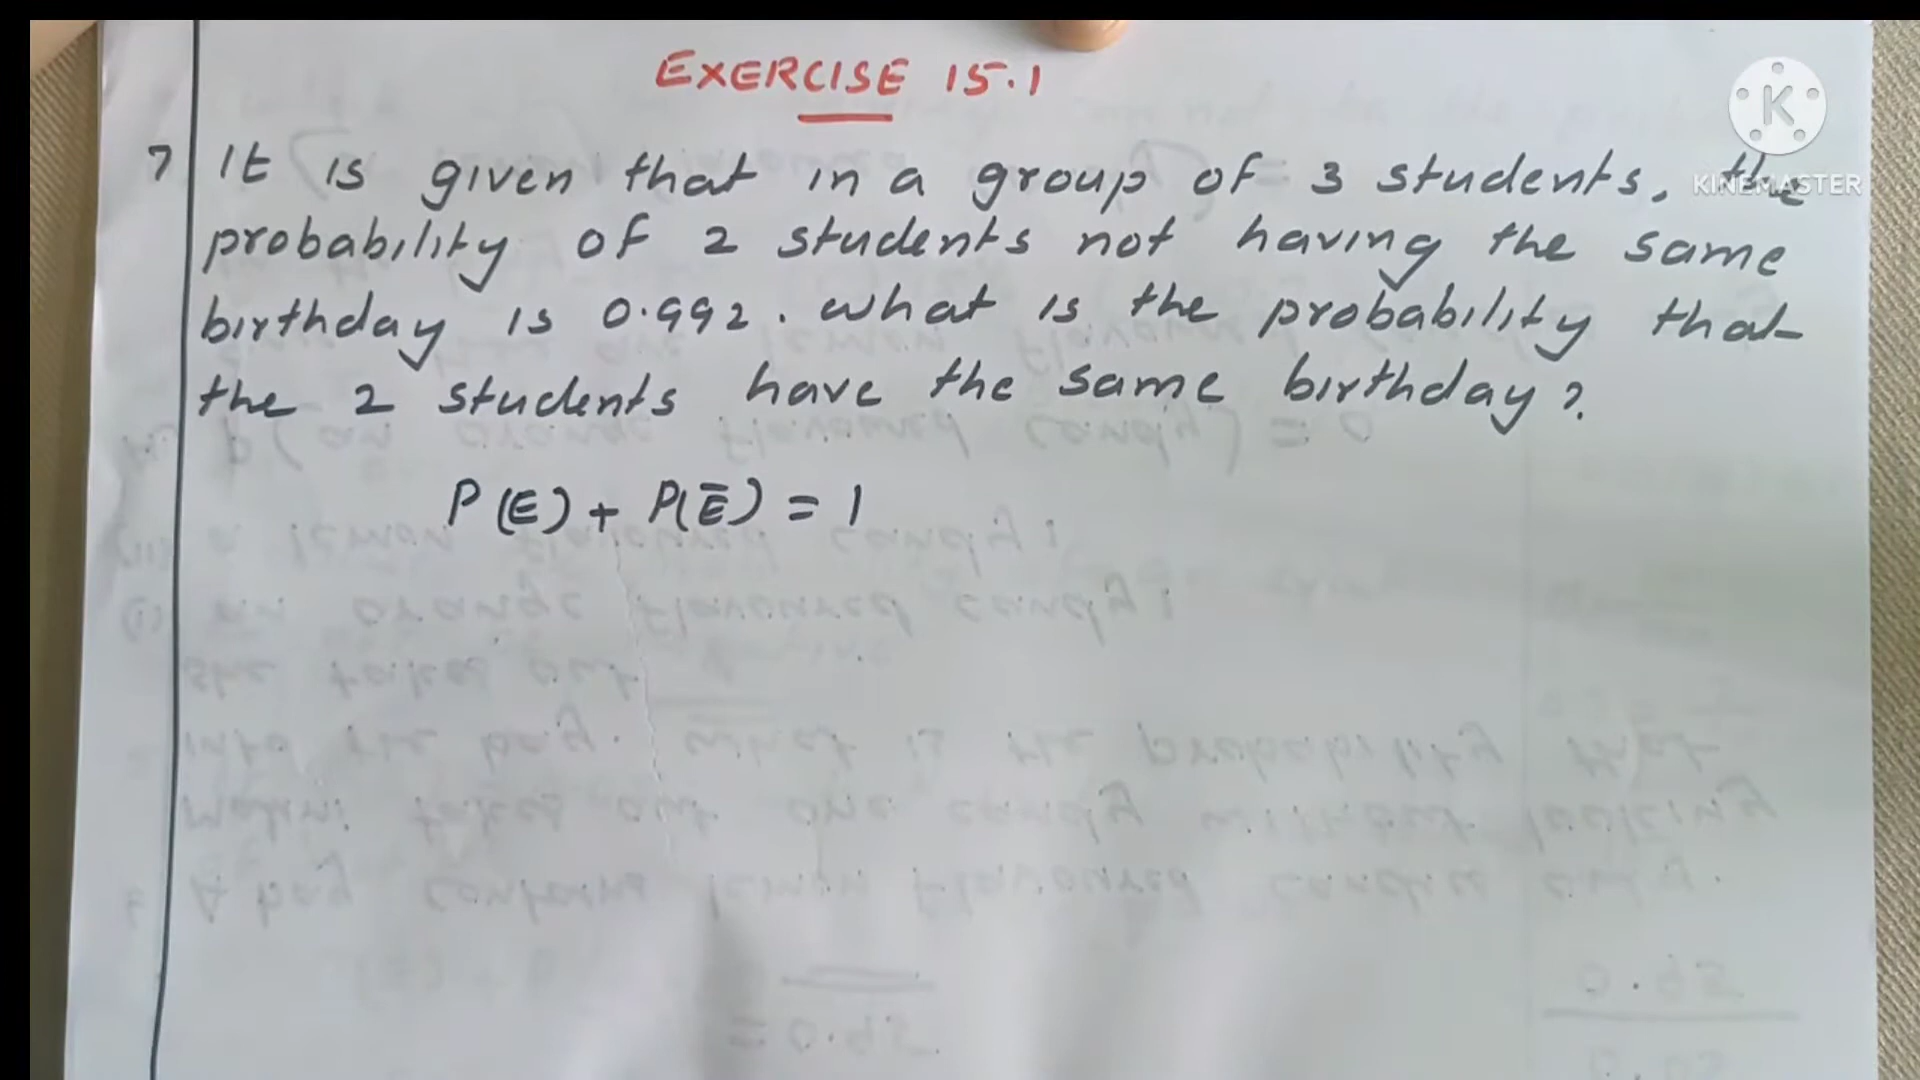 EXERCISE 15.1
7 It is given that in a group of 3 students, the
KINEMASTER
probability of 2 students not having the same
birthday is 0.992. What is the probability that
the 2 students have the same birthday?
P(E) + P(Ē) = 1